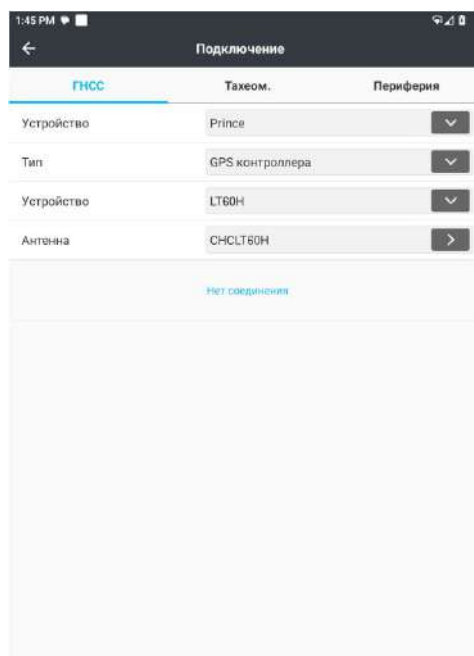 1:45 PM
Подключение
ГНСС Тахеом. Периферия
Устройство Prince
Тип GPS контроллера
Устройство LT60H
Антенна CHCLT60H
Нет соединения